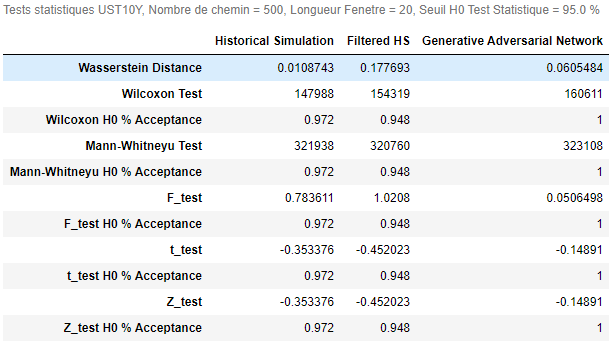 Tests statistiques UST10Y, Nombre de chemin = 500, Longueur Fenetre = 20, Seuil H0 Test Statistique = 95.0 %
Historical Simulation Filtered HS Generative Adversarial Network
Wasserstein Distance 0.0108743 0.177693 0.0605484
Wilcoxon Test 147988 154319 160611
Wilcoxon H0 % Acceptance 0.972 0.948 1
Mann-Whitneyu Test 321938 320760 323108
Mann-Whitneyu H0 % Acceptance 0.972 0.948 1
F_test 0.783611 1.0208 0.0506498
F_test H0 % Acceptance 0.972 0.948 1
t_test -0.353376 -0.452023 -0.14891
t_test H0 % Acceptance 0.972 0.948 1
Z_test -0.353376 -0.452023 -0.14891
Z_test H0 % Acceptance 0.972 0.948 1